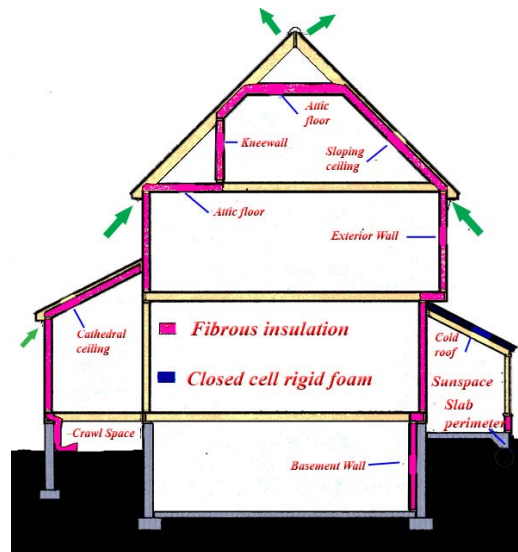 Attic
floor
Kneewall
Sloping
ceiling
Attic floor
Exterior Wall
Cathedral
ceiling
Fibrous insulation
Closed cell rigid foam
Cold
roof
Sunspace
Slab
perimeter
Crawl Space
Basement Wall